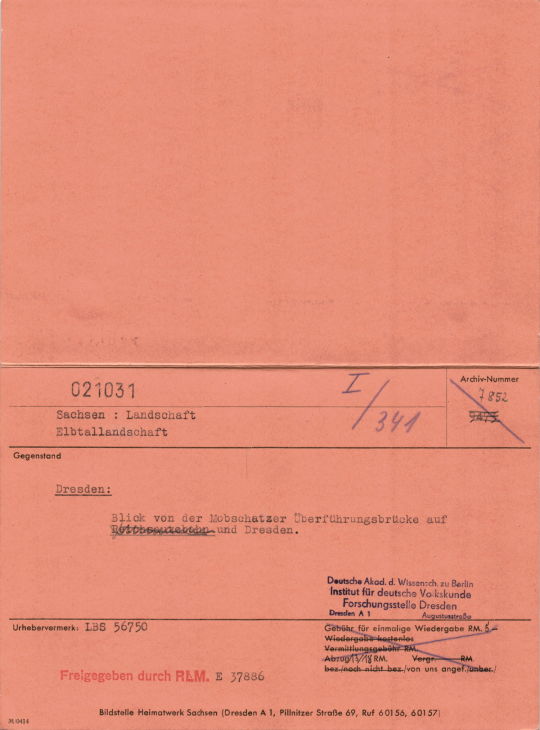 021031
I/341
Archiv-Nummer
7852
9473
Sachsen : Landschaft
Elbtallandschaft
Gegenstand
Dresden:
Blick von der Mobschatzer Überführungsbrücke auf
Reichsautobahn und Dresden.
Deutsche Akad. d. Wissensch. zu Berlin
Institut für deutsche Volkskunde
Forschungsstelle Dresden
Dresden A 1 Augustusstraße
Urhebervermerk: LBS 56750
Gebühr für einmalige Wiedergabe RM.
Wiedergabe kostenlos
Vermittlungsgebühr RM.
Abzug 13/18 RM. Vergr. RM.
bez./noch nicht bez./von uns angef./unber./
Freigegeben durch RLM. E 37886
Bildstelle Heimatwerk Sachsen (Dresden A 1, Pillnitzer Straße 69, Ruf 60156, 60157)
M 0414